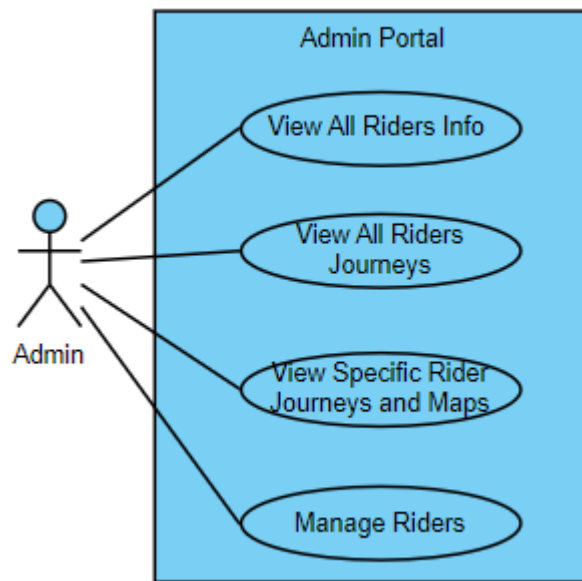 Admin Portal
View All Riders Info
View All Riders
Journeys
Admin
View Specific Rider
Journeys and Maps
Manage Riders